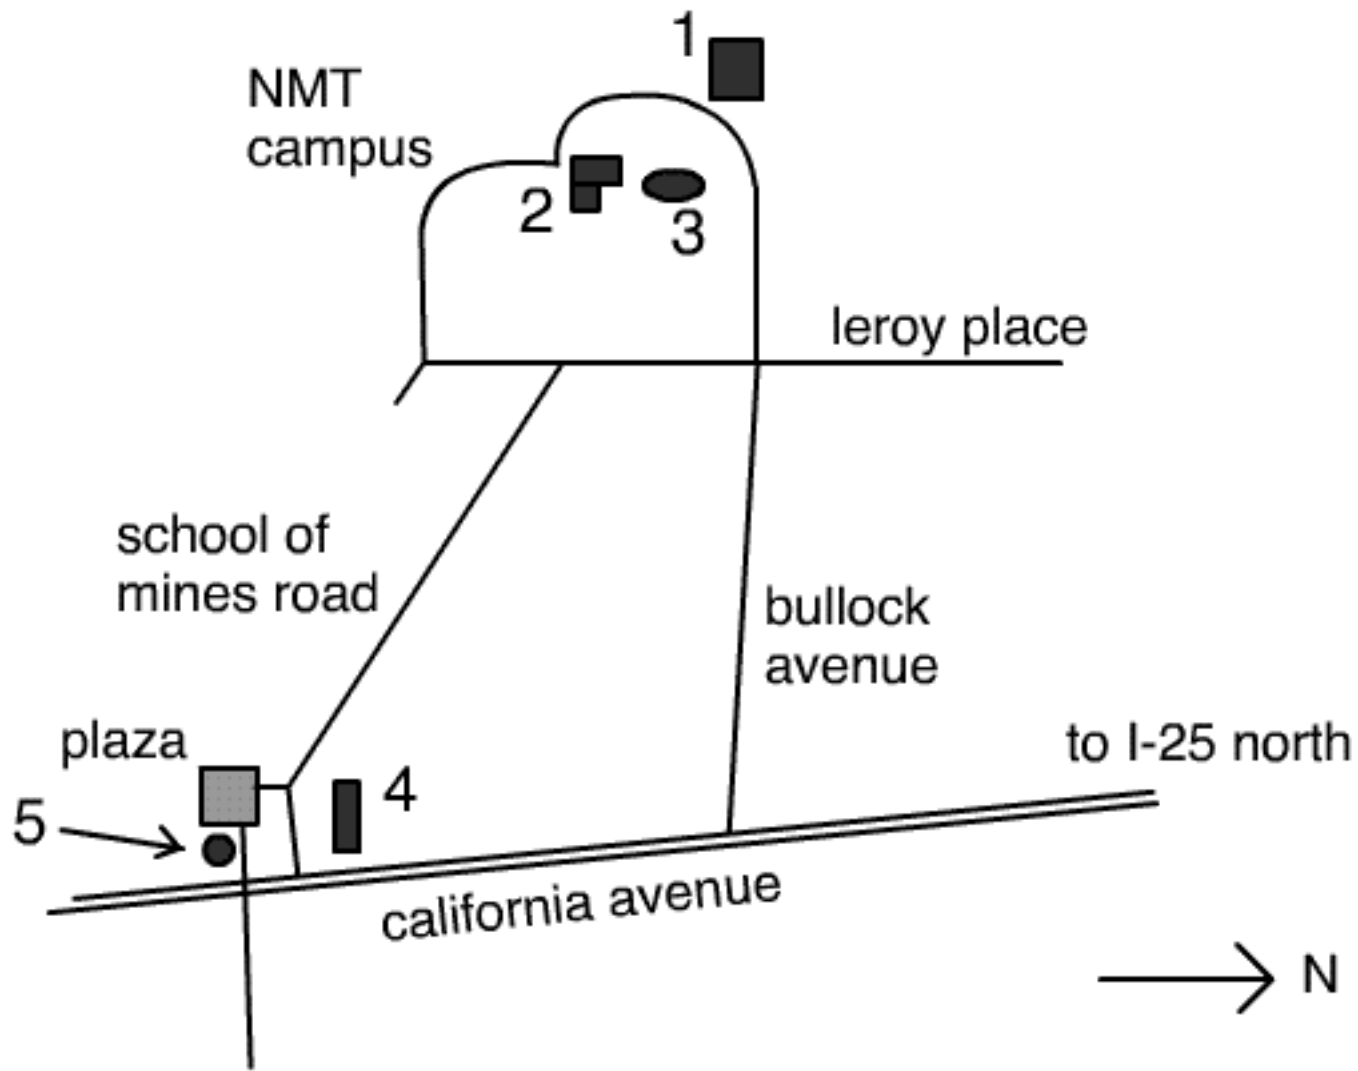 1
NMT
campus
2
3
leroy place
school of
mines road
bullock
avenue
plaza
to I-25 north
4
5
california avenue
N